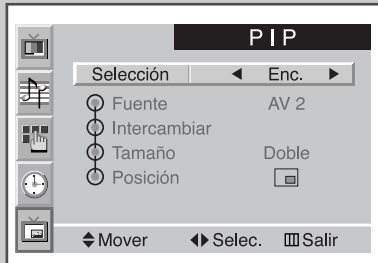 PIP
Selección ◀ Enc. ▶
Fuente AV 2
Intercambiar
Tamaño Doble
Posición
Mover Selec. Salir